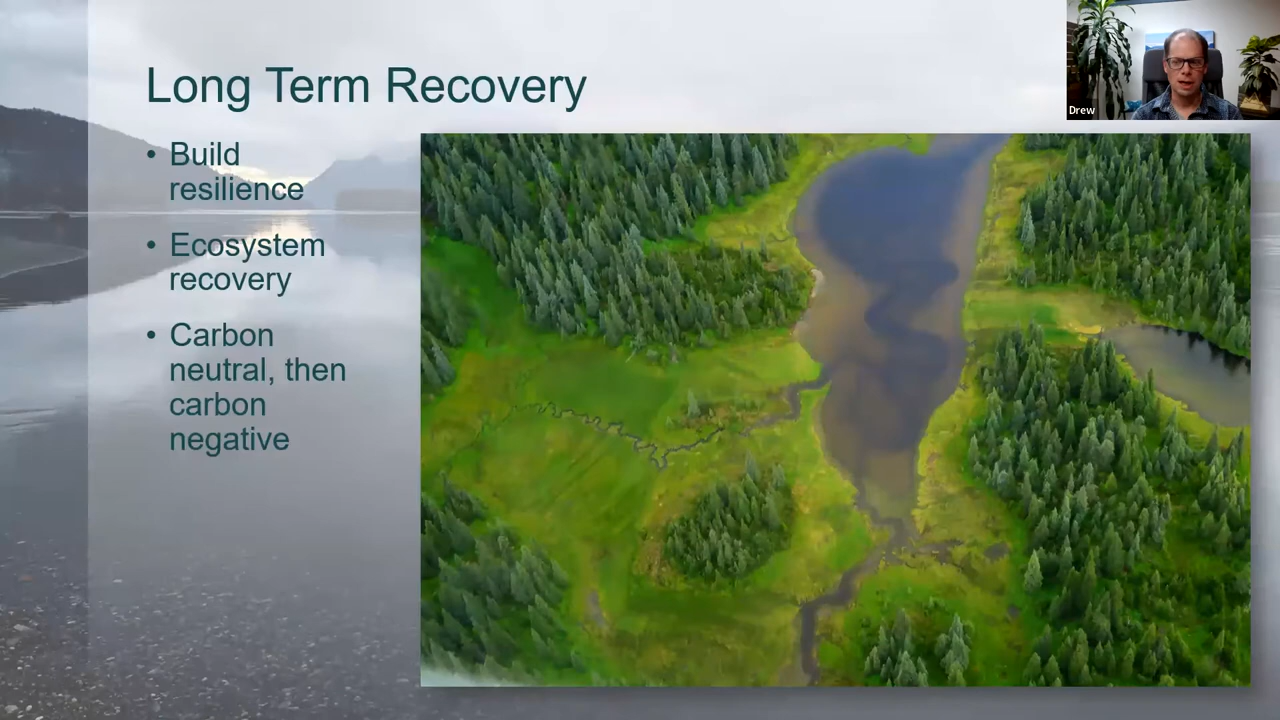 Long Term Recovery
• Build
resilience
• Ecosystem
recovery
• Carbon
neutral, then
carbon
negative
Drew